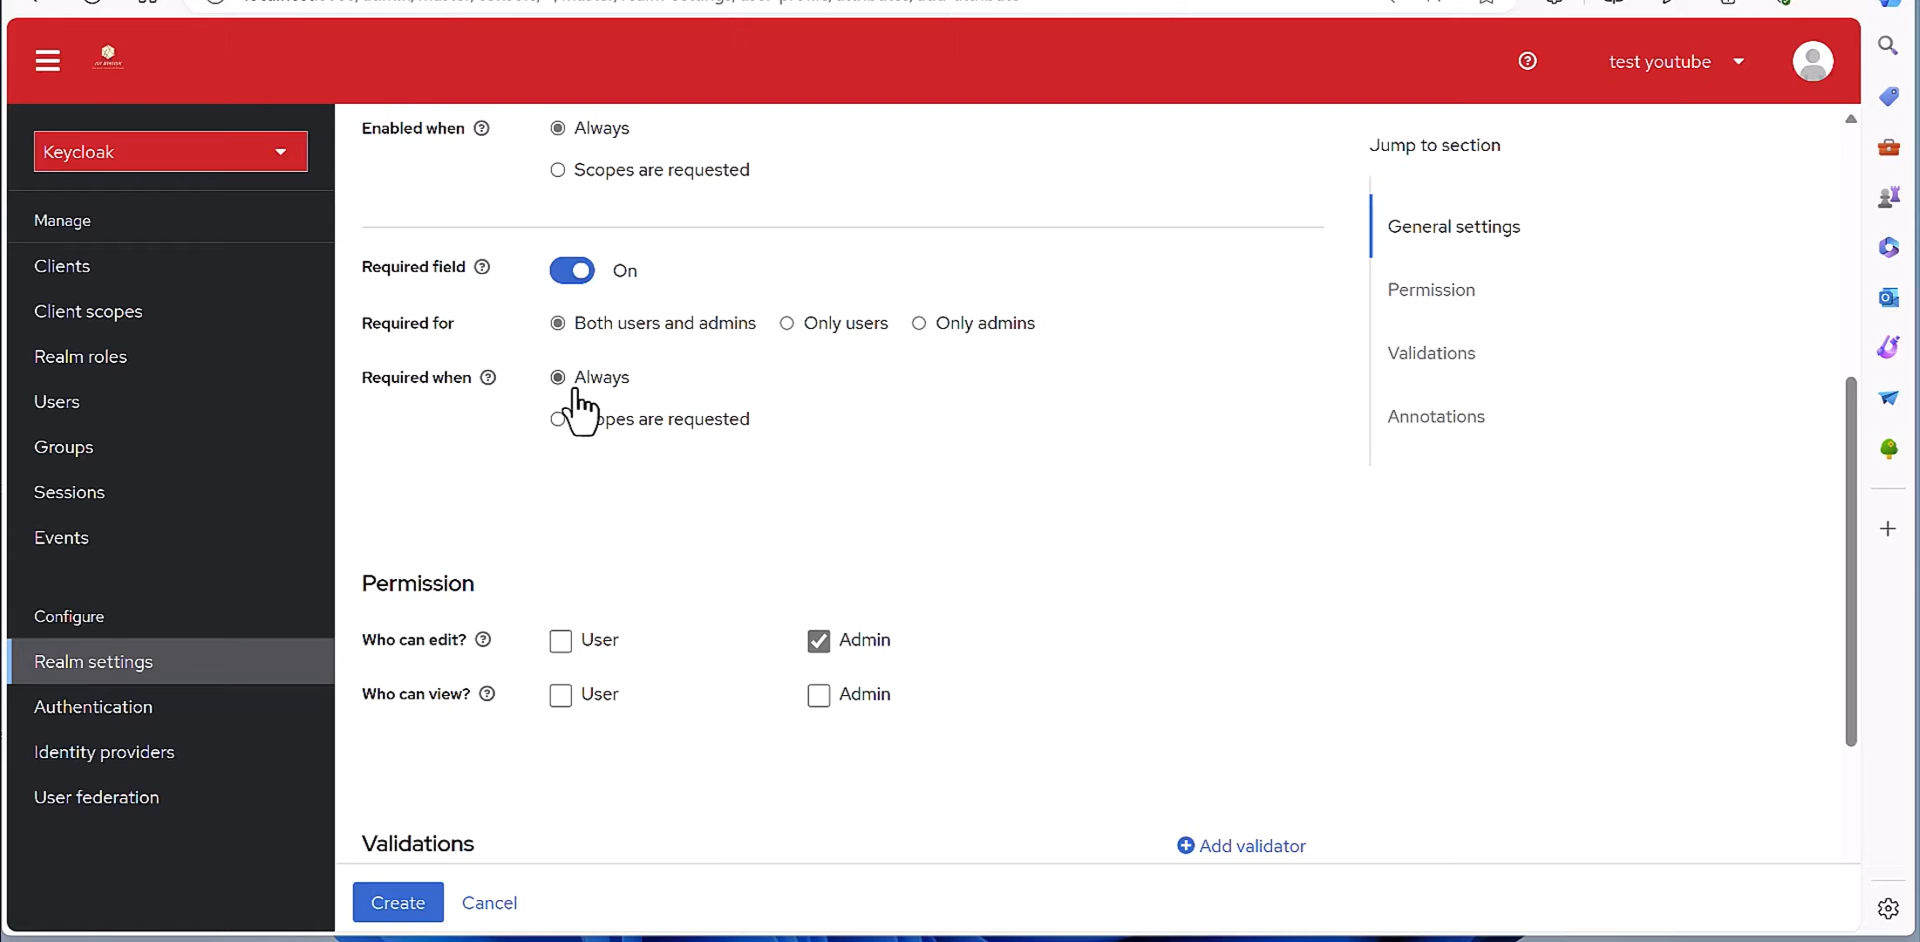 test youtube
Keycloak
Manage
Clients
Client scopes
Realm roles
Users
Groups
Sessions
Events
Configure
Realm settings
Authentication
Identity providers
User federation
Enabled when
Always
Scopes are requested
Required field
On
Required for
Both users and admins
Only users
Only admins
Required when
Always
opes are requested
Permission
Who can edit?
User
Admin
Who can view?
User
Admin
Validations
Add validator
Create
Cancel
Jump to section
General settings
Permission
Validations
Annotations